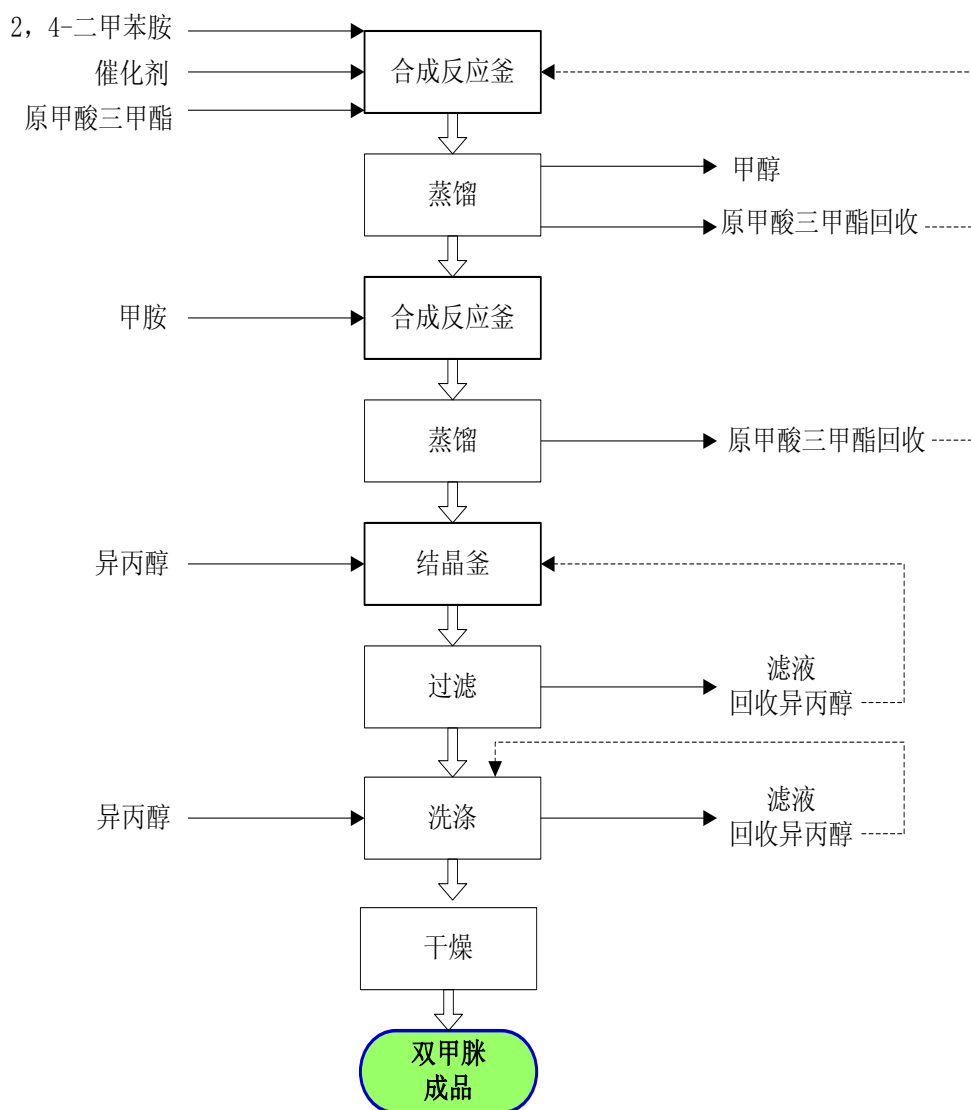 2，4-二甲苯胺
催化剂
原甲酸三甲酯
合成反应釜
蒸馏
甲醇
原甲酸三甲酯回收
甲胺
合成反应釜
蒸馏
原甲酸三甲酯回收
异丙醇
结晶釜
过滤
滤液
回收异丙醇
异丙醇
洗涤
滤液
回收异丙醇
干燥
双甲脒
成品